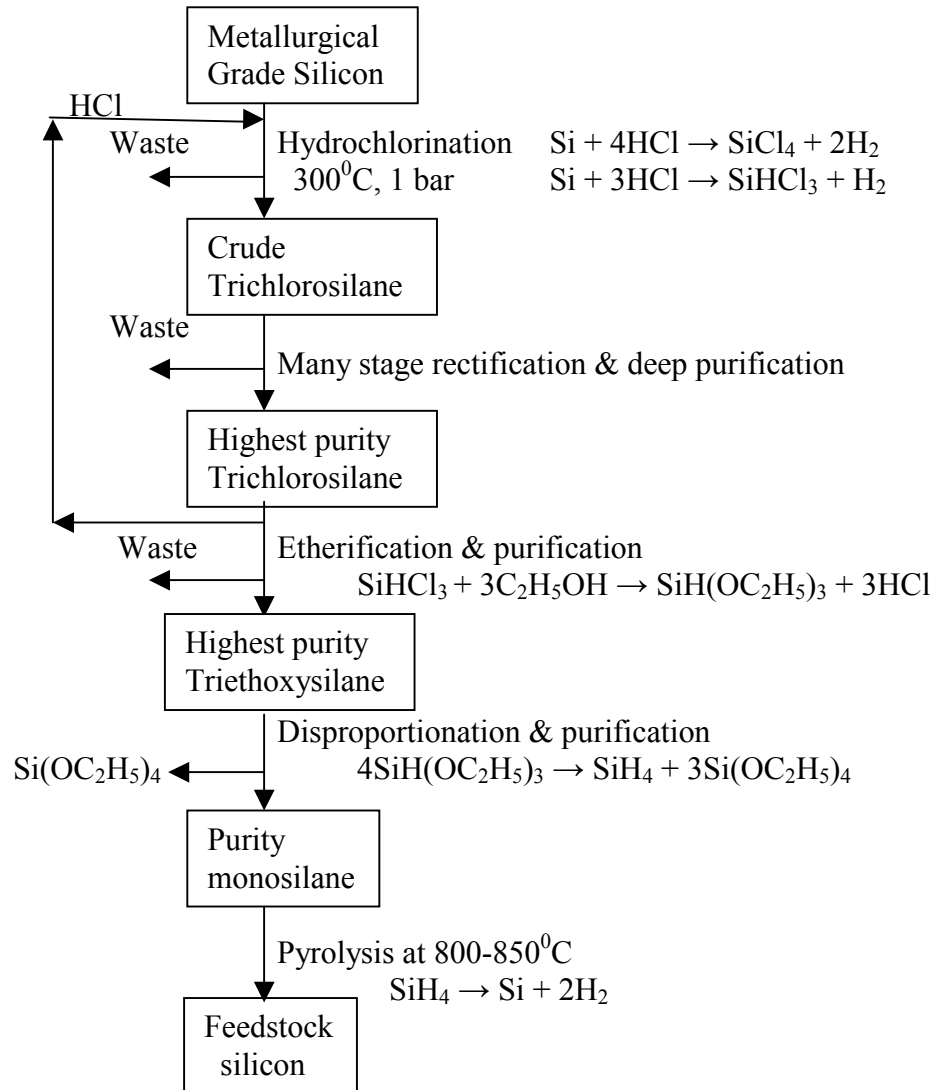 Metallurgical
Grade Silicon
HCl
Waste
Hydrochlorination
Si + 4HCl → SiCl₄ + 2H₂
300⁰C, 1 bar
Si + 3HCl → SiHCl₃ + H₂
Crude
Trichlorosilane
Waste
Many stage rectification & deep purification
Highest purity
Trichlorosilane
Waste
Etherification & purification
SiHCl₃ + 3C₂H₅OH → SiH(OC₂H₅)₃ + 3HCl
Highest purity
Triethoxysilane
Disproportionation & purification
Si(OC₂H₅)₄
4SiH(OC₂H₅)₃ → SiH₄ + 3Si(OC₂H₅)₄
Purity
monosilane
Pyrolysis at 800-850⁰C
SiH₄ → Si + 2H₂
Feedstock
silicon